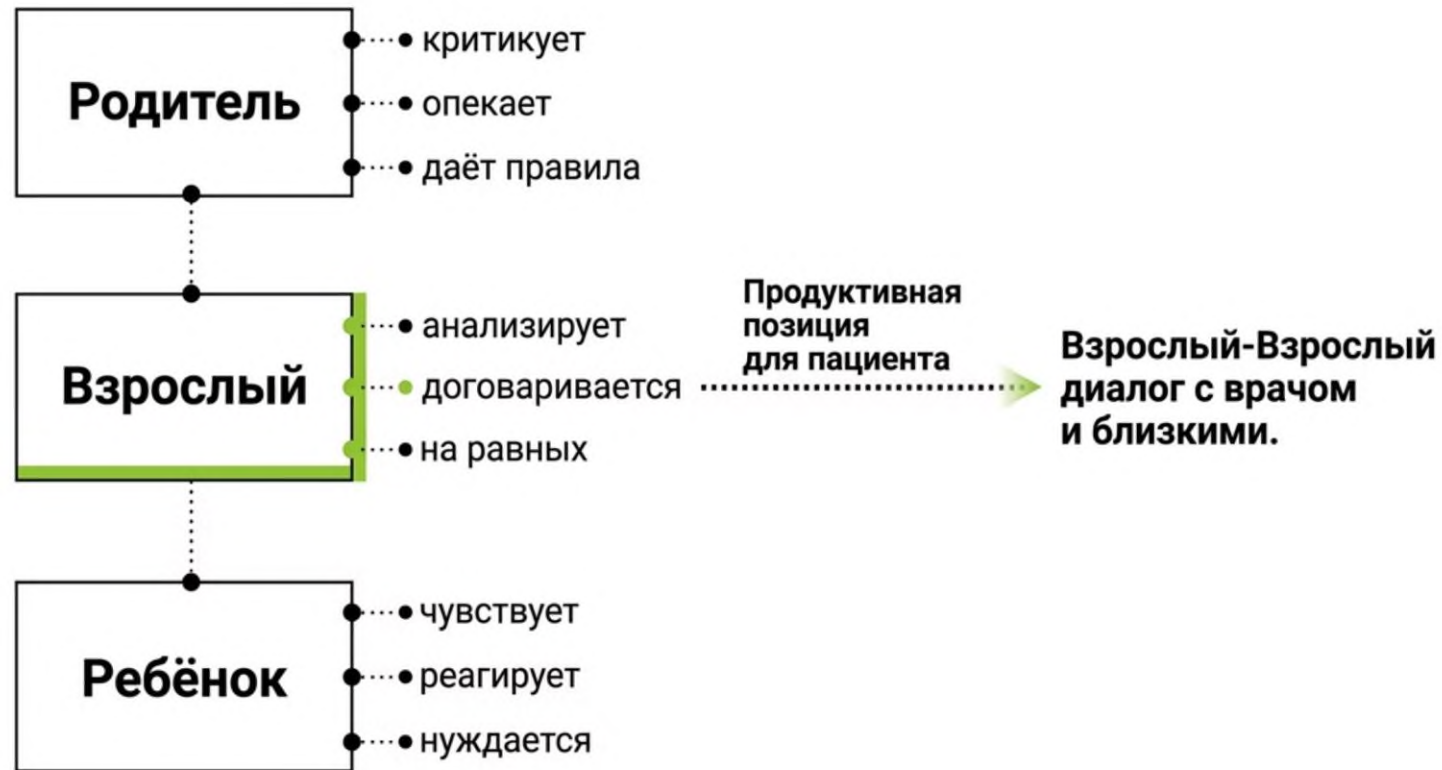 Родитель
критикует
опекает
даёт правила
Взрослый
анализирует
договаривается
на равных
Продуктивная
позиция
для пациента
Взрослый-Взрослый
диалог с врачом
и близкими.
Ребёнок
чувствует
реагирует
нуждается